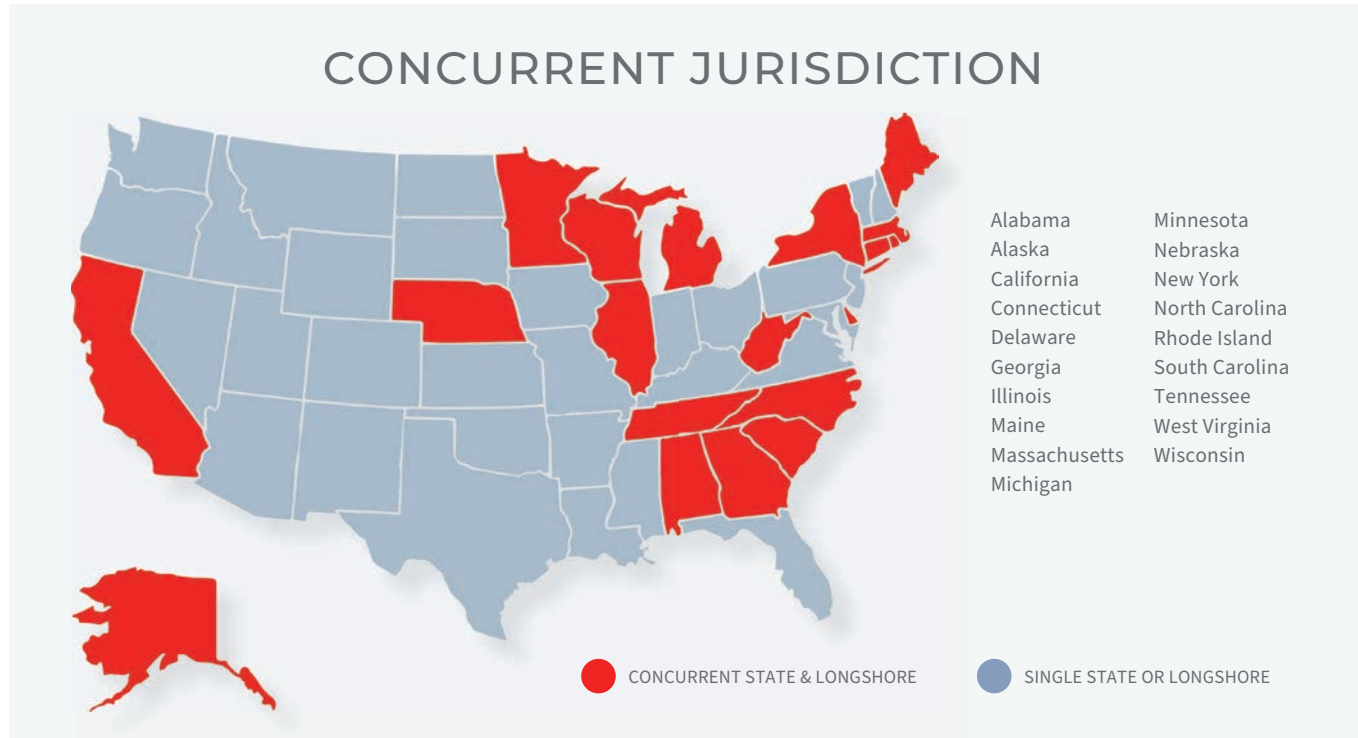 CONCURRENT JURISDICTION
Alabama
Alaska
California
Connecticut
Delaware
Georgia
Illinois
Maine
Massachusetts
Michigan
Minnesota
Nebraska
New York
North Carolina
Rhode Island
South Carolina
Tennessee
West Virginia
Wisconsin
CONCURRENT STATE & LONGSHORE
SINGLE STATE OR LONGSHORE